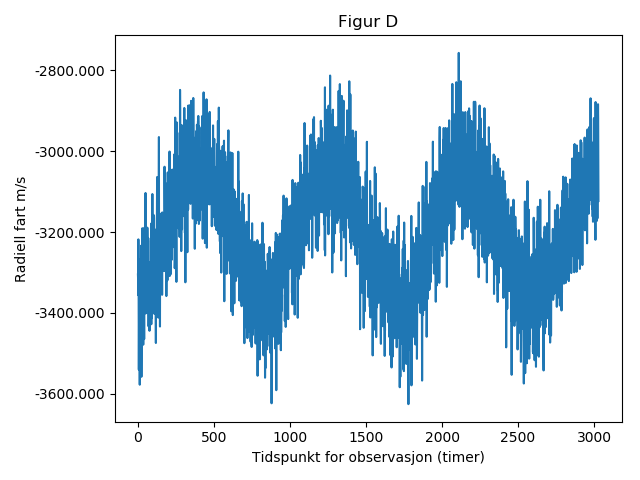 Figur D
-2800.000
-3000.000
-3200.000
-3400.000
-3600.000
Radiell fart m/s
0 500 1000 1500 2000 2500 3000
Tidspunkt for observasjon (timer)